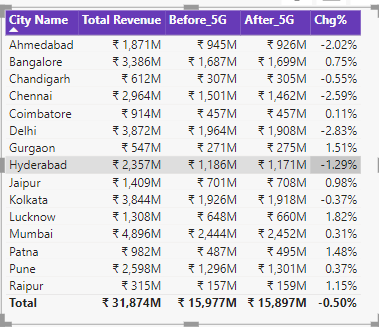 City Name Total Revenue Before_5G After_5G Chg%
Ahmedabad ₹ 1,871M ₹ 945M ₹ 926M -2.02%
Bangalore ₹ 3,386M ₹ 1,687M ₹ 1,699M 0.75%
Chandigarh ₹ 612M ₹ 307M ₹ 305M -0.55%
Chennai ₹ 2,964M ₹ 1,501M ₹ 1,462M -2.59%
Coimbatore ₹ 914M ₹ 457M ₹ 457M 0.11%
Delhi ₹ 3,872M ₹ 1,964M ₹ 1,908M -2.83%
Gurgaon ₹ 547M ₹ 271M ₹ 275M 1.51%
Hyderabad ₹ 2,357M ₹ 1,186M ₹ 1,171M -1.29%
Jaipur ₹ 1,409M ₹ 701M ₹ 708M 0.98%
Kolkata ₹ 3,844M ₹ 1,926M ₹ 1,918M -0.37%
Lucknow ₹ 1,308M ₹ 648M ₹ 660M 1.82%
Mumbai ₹ 4,896M ₹ 2,444M ₹ 2,452M 0.31%
Patna ₹ 982M ₹ 487M ₹ 495M 1.48%
Pune ₹ 2,598M ₹ 1,296M ₹ 1,301M 0.37%
Raipur ₹ 315M ₹ 157M ₹ 159M 1.15%
Total ₹ 31,874M ₹ 15,977M ₹ 15,897M -0.50%